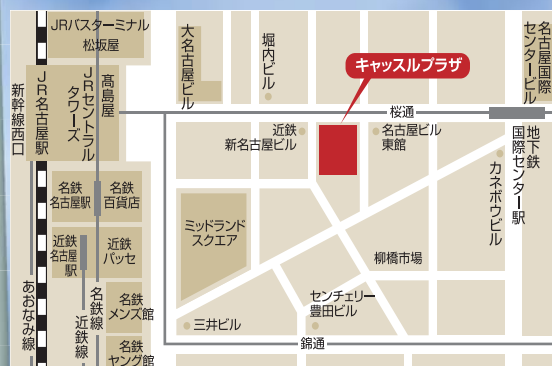 JRバスターミナル
松坂屋
大名古屋ビル
堀内ビル
名古屋国際
センタービル
キャッスルプラザ
新幹線西口
JR名古屋駅
JRセントラル
タワーズ
髙島屋
桜通
近鉄
新名古屋ビル
名古屋ビル
東館
地下鉄
国際センター駅
カネボウビル
名鉄
名古屋駅
名鉄
百貨店
近鉄
名古屋
駅
近鉄
パッセ
ミッドランド
スクエア
柳橋市場
あおなみ線
名鉄線
近鉄線
名鉄
メンズ館
名鉄
ヤング館
三井ビル
センチェリー
豊田ビル
錦通